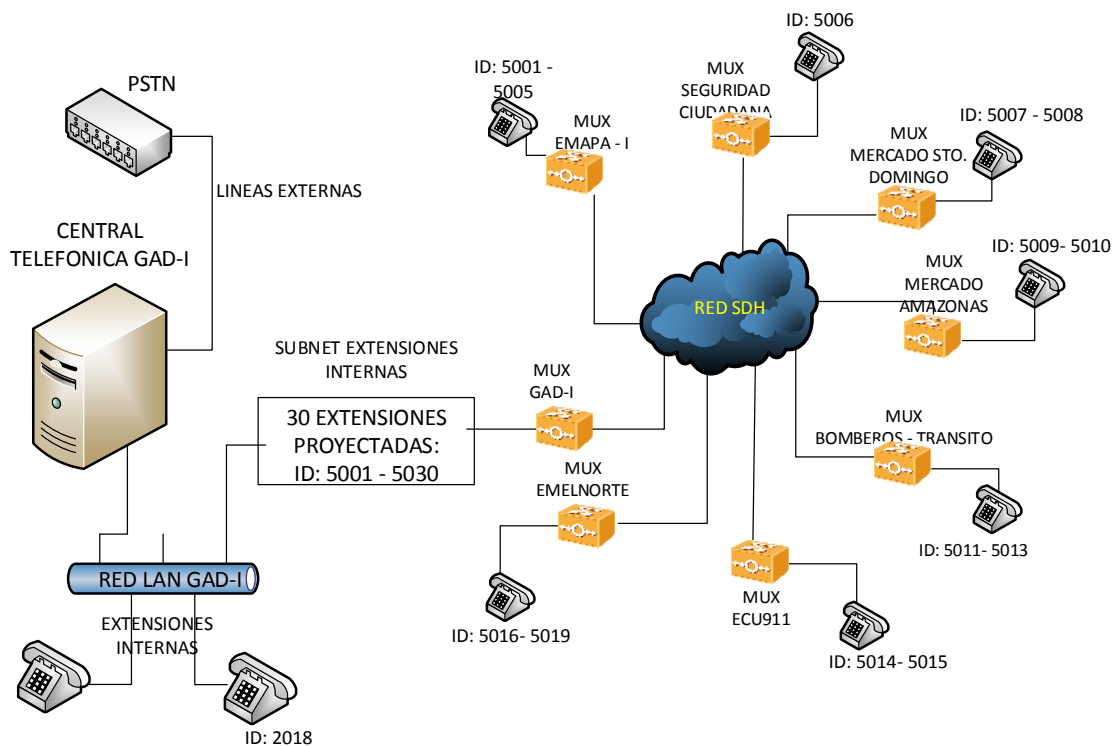 PSTN
LINEAS EXTERNAS
CENTRAL
TELEFONICA GAD-I
SUBNET EXTENSIONES
INTERNAS
30 EXTENSIONES
PROYECTADAS:
ID: 5001 - 5030
RED LAN GAD-I
EXTENSIONES
INTERNAS
ID: 2018
ID: 5001 -
5005
MUX
EMAPA - I
MUX
SEGURIDAD
CIUDADANA
ID: 5006
ID: 5007 - 5008
MUX
MERCADO STO.
DOMINGO
ID: 5009- 5010
MUX
MERCADO
AMAZONAS
RED SDH
MUX
GAD-I
MUX
EMELNORTE
ID: 5016- 5019
MUX
BOMBEROS - TRANSITO
ID: 5011- 5013
MUX
ECU911
ID: 5014- 5015